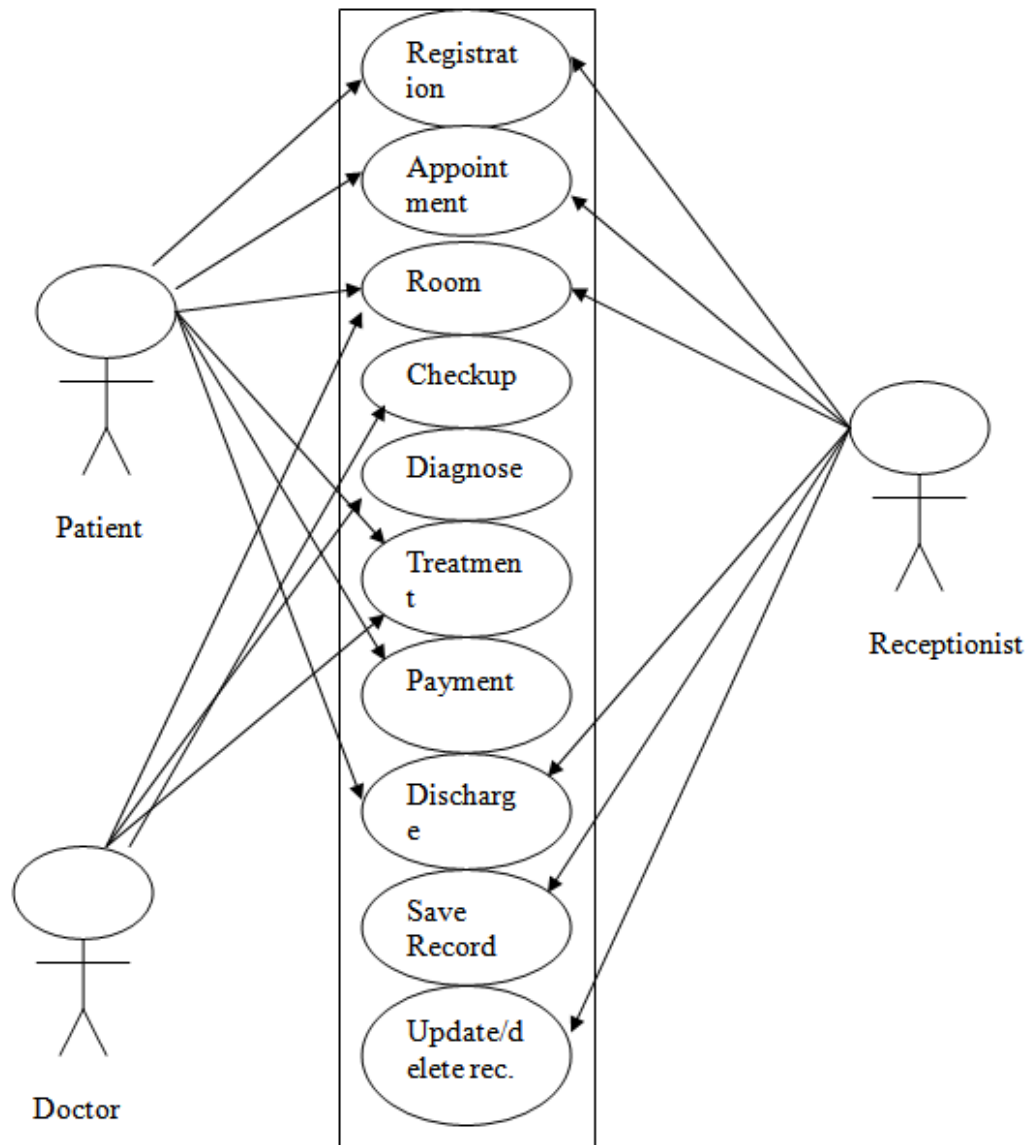 Registrat
ion
Appoint
ment
Room
Checkup
Diagnose
Patient
Treatmen
t
Receptionist
Payment
Discharg
e
Save
Record
Update/d
elete rec.
Doctor